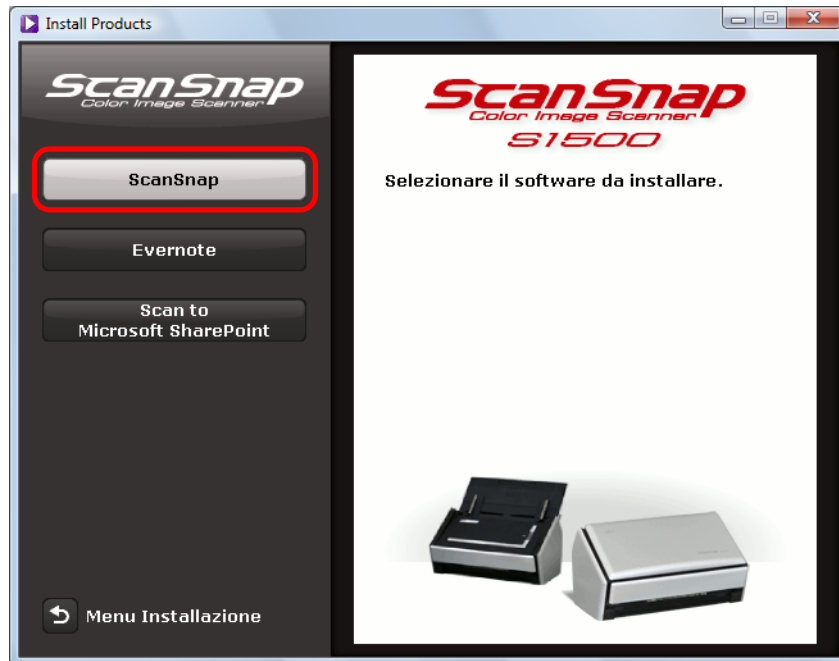 Install Products
ScanSnap
Color Image Scanner
ScanSnap
Evernote
Scan to
Microsoft SharePoint
Menu Installazione
ScanSnap
Color Image Scanner
S1500
Selezionare il software da installare.